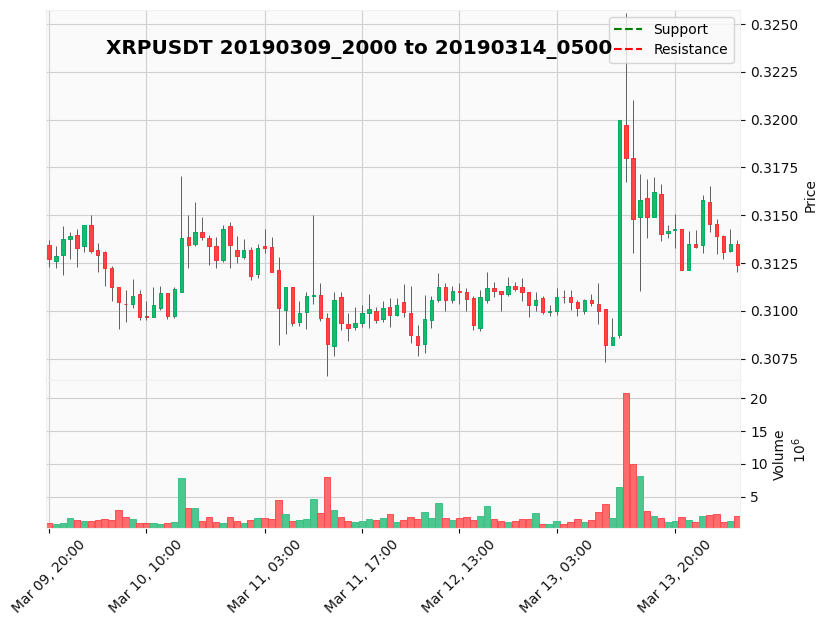 XRPUSDT 20190309_2000 to 20190314_0500
Support
Resistance
0.3250
0.3225
0.3200
0.3175
0.3150
0.3125
0.3100
0.3075
Price
20
15
10
5
Volume
10^6
Mar 09, 20:00
Mar 10, 10:00
Mar 11, 03:00
Mar 11, 17:00
Mar 12, 13:00
Mar 13, 03:00
Mar 13, 20:00